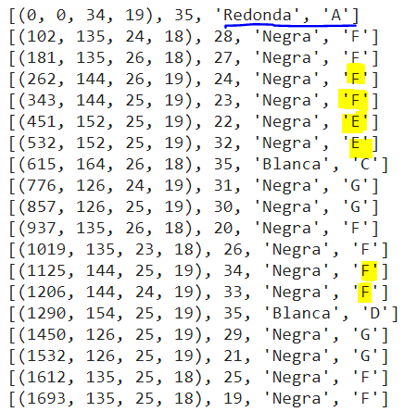 [(0, 0, 34, 19), 35, 'Redonda', 'A']
[(102, 135, 24, 18), 28, 'Negra', 'F']
[(181, 135, 26, 18), 27, 'Negra', 'F']
[(262, 144, 26, 19), 24, 'Negra', 'F']
[(343, 144, 25, 19), 23, 'Negra', 'F']
[(451, 152, 25, 19), 22, 'Negra', 'E']
[(532, 152, 25, 19), 32, 'Negra', 'E']
[(615, 164, 26, 18), 35, 'Blanca', 'C']
[(776, 126, 24, 19), 31, 'Negra', 'G']
[(857, 126, 25, 19), 30, 'Negra', 'G']
[(937, 135, 26, 18), 20, 'Negra', 'F']
[(1019, 135, 23, 18), 26, 'Negra', 'F']
[(1125, 144, 25, 19), 34, 'Negra', 'F']
[(1206, 144, 24, 19), 33, 'Negra', 'F']
[(1290, 154, 25, 19), 35, 'Blanca', 'D']
[(1450, 126, 25, 19), 29, 'Negra', 'G']
[(1532, 126, 25, 19), 21, 'Negra', 'G']
[(1612, 135, 25, 18), 25, 'Negra', 'F']
[(1693, 135, 25, 18), 19, 'Negra', 'F']